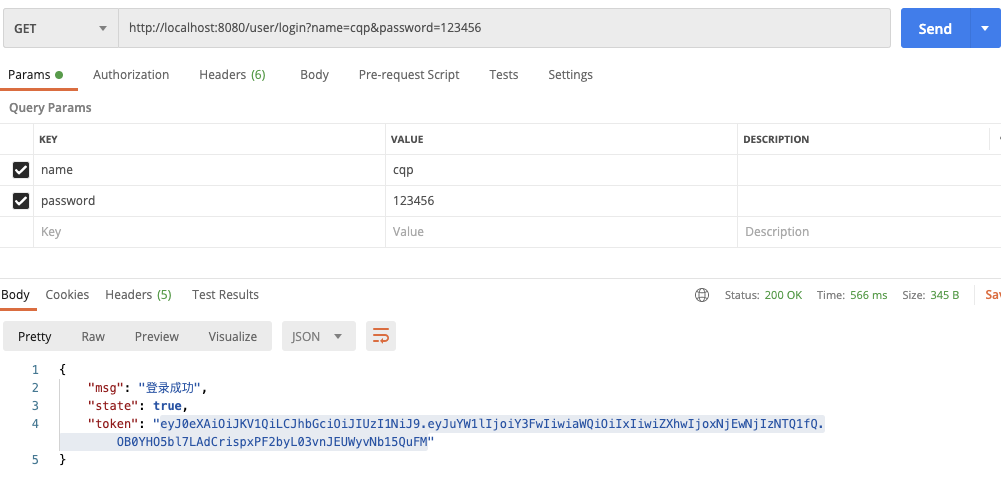 GET http://localhost:8080/user/login?name=cqp&password=123456 Send
Params Authorization Headers (6) Body Pre-request Script Tests Settings
Query Params
KEY VALUE DESCRIPTION
name cqp
password 123456
Key Value Description
Body Cookies Headers (5) Test Results Status: 200 OK Time: 566 ms Size: 345 B Sav
Pretty Raw Preview Visualize JSON
1 {
2 "msg": "登录成功",
3 "state": true,
4 "token": "eyJ0eXAiOiJKV1QiLCJhbGciOiJIUzI1NiJ9.eyJuYW1lIjoiY3FwIiwiaWQiOiIxIiwiZXhwIjoxNjEwNjIzNTQ1fQ.
OB0YHO5bl7LAdCrispxPF2byL03vnJEUWyvNb15QuFM"
5 }